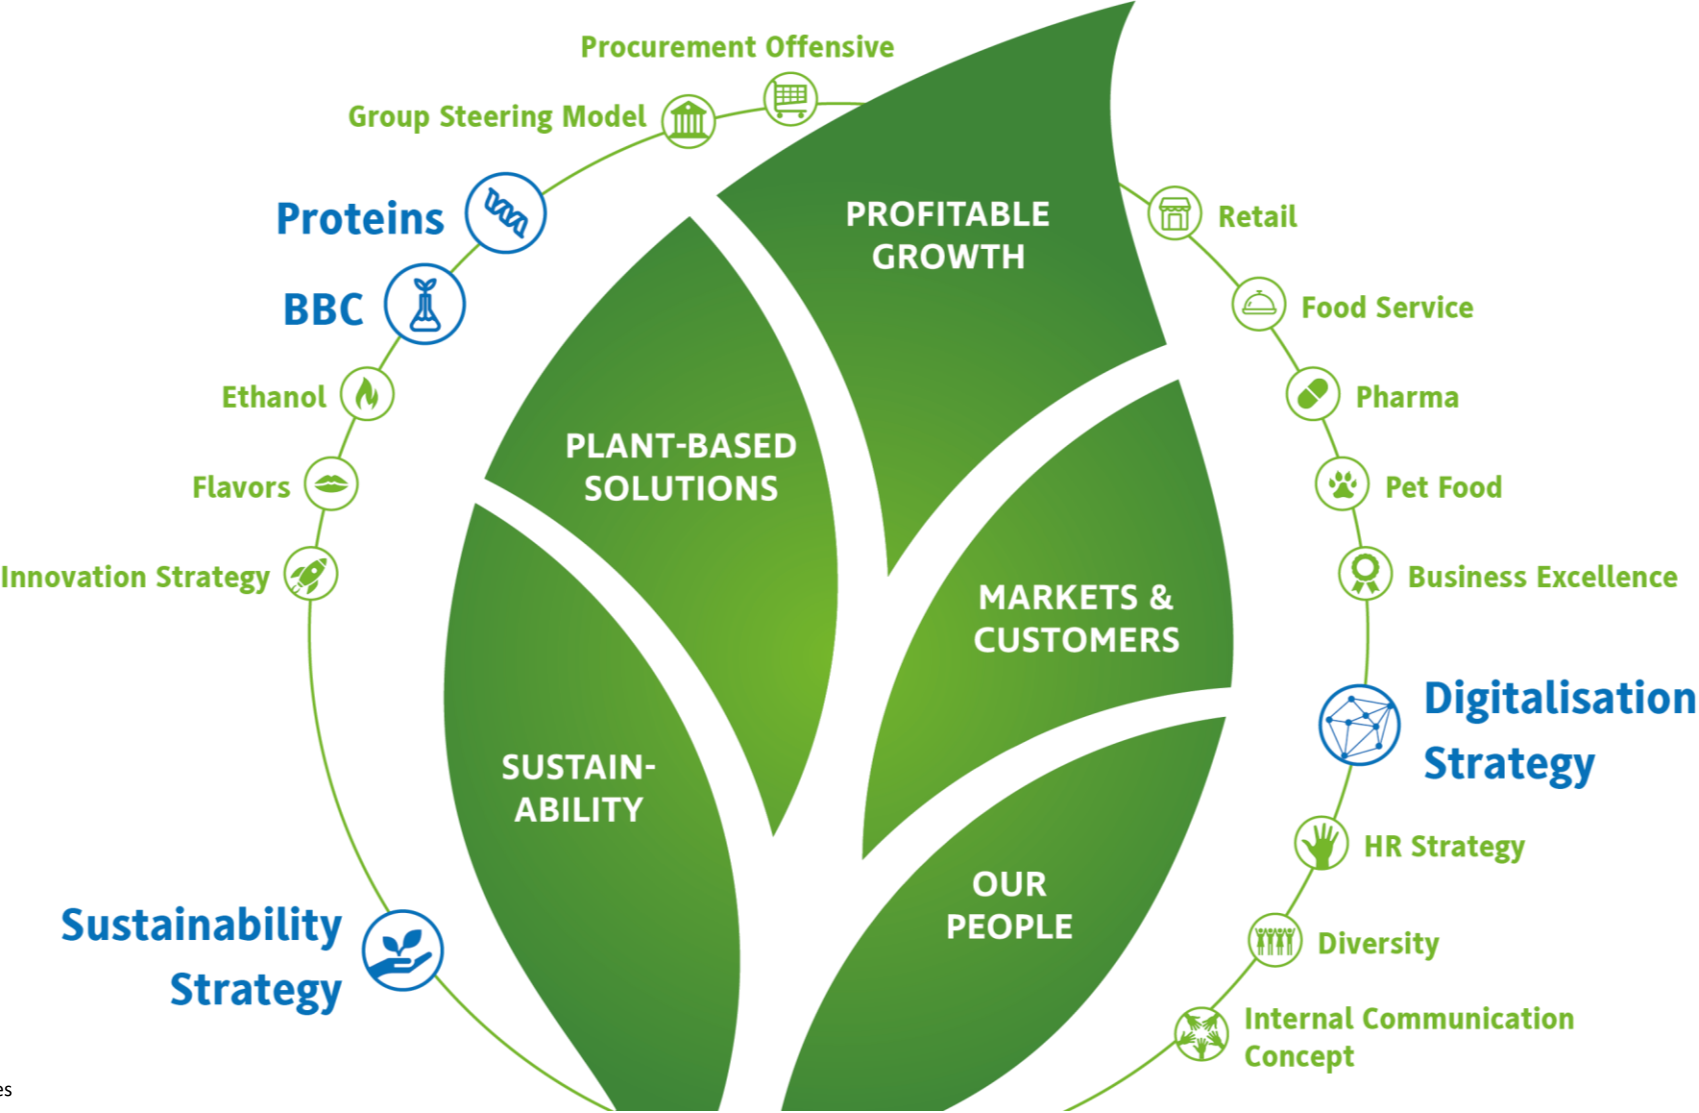 Procurement Offensive
Group Steering Model
Proteins
BBC
Ethanol
Flavors
Innovation Strategy
Sustainability
Strategy
PROFITABLE
GROWTH
PLANT-BASED
SOLUTIONS
MARKETS &
CUSTOMERS
SUSTAIN-
ABILITY
OUR
PEOPLE
Retail
Food Service
Pharma
Pet Food
Business Excellence
Digitalisation
Strategy
HR Strategy
Diversity
Internal Communication
Concept
es